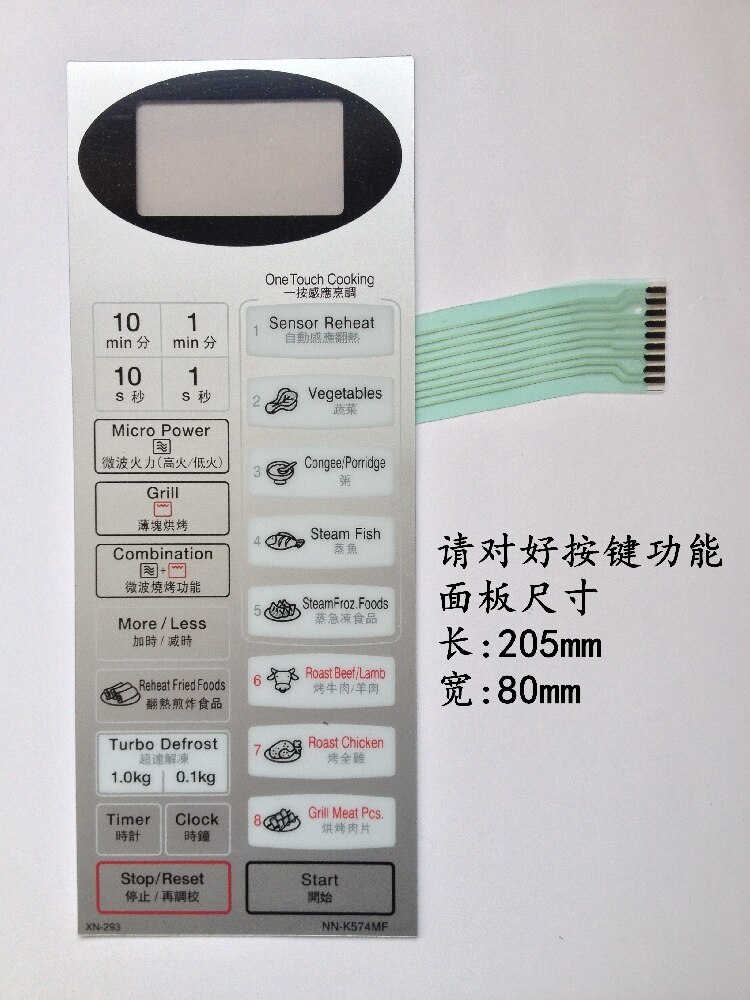 One Touch Cooking
一按感應烹調
10
min 分
1
min 分
10
s 秒
1
s 秒
Micro Power
微波火力(高火/低火)
Grill
薄塊烘烤
Combination
+
微波燒烤功能
More / Less
加時 / 減時
Reheat Fried Foods
翻熱煎炸食品
Turbo Defrost
超速解凍
1.0kg 0.1kg
Timer
時計
Clock
時鐘
Stop/Reset
停止 / 再調校
1 Sensor Reheat
自動感應翻熱
2 Vegetables
蔬菜
3 Congee/Porridge
粥
4 Steam Fish
蒸魚
5 Steam Froz. Foods
蒸急凍食品
6 Roast Beef/Lamb
烤牛肉/羊肉
7 Roast Chicken
烤全雞
8 Grill Meat Pcs.
烘烤肉片
Start
開始
XN-293
NN-K574MF
请对好按键功能
面板尺寸
长:205mm
宽:80mm